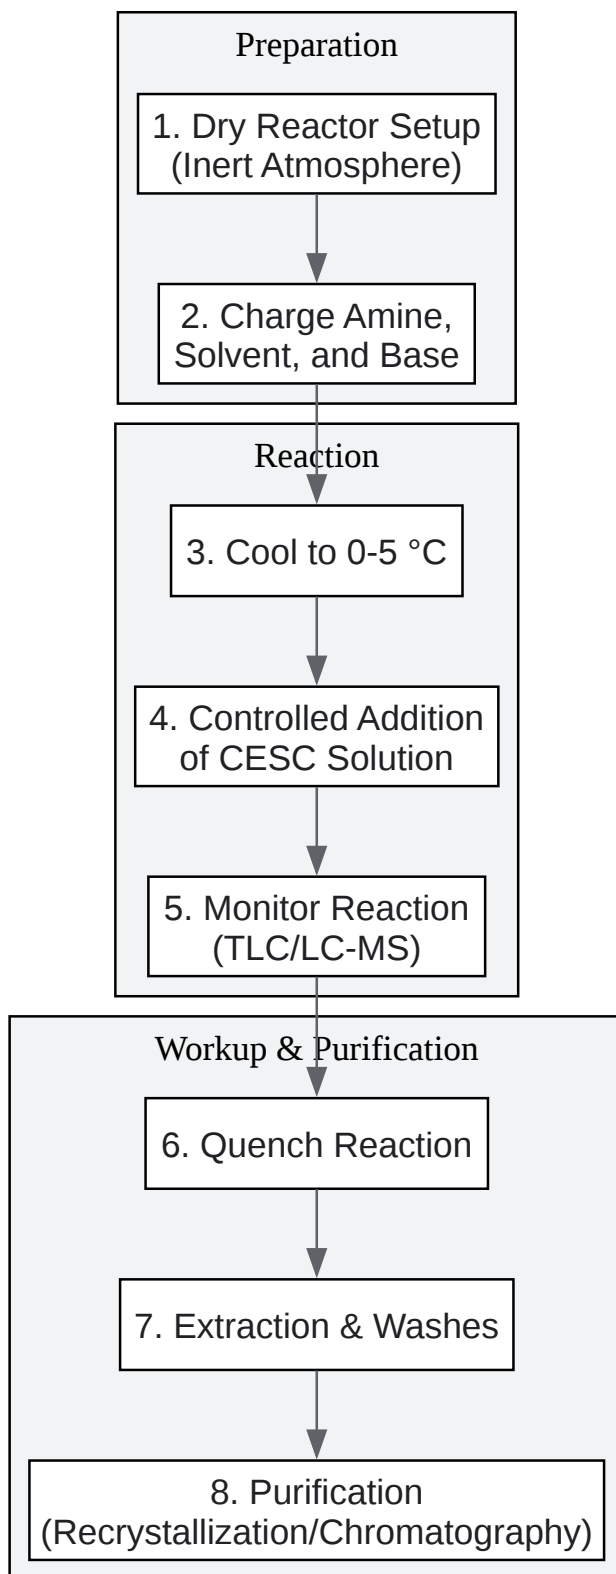 Preparation
1. Dry Reactor Setup
(Inert Atmosphere)
2. Charge Amine,
Solvent, and Base
Reaction
3. Cool to 0-5 °C
4. Controlled Addition
of CESC Solution
5. Monitor Reaction
(TLC/LC-MS)
Workup & Purification
6. Quench Reaction
7. Extraction & Washes
8. Purification
(Recrystallization/Chromatography)